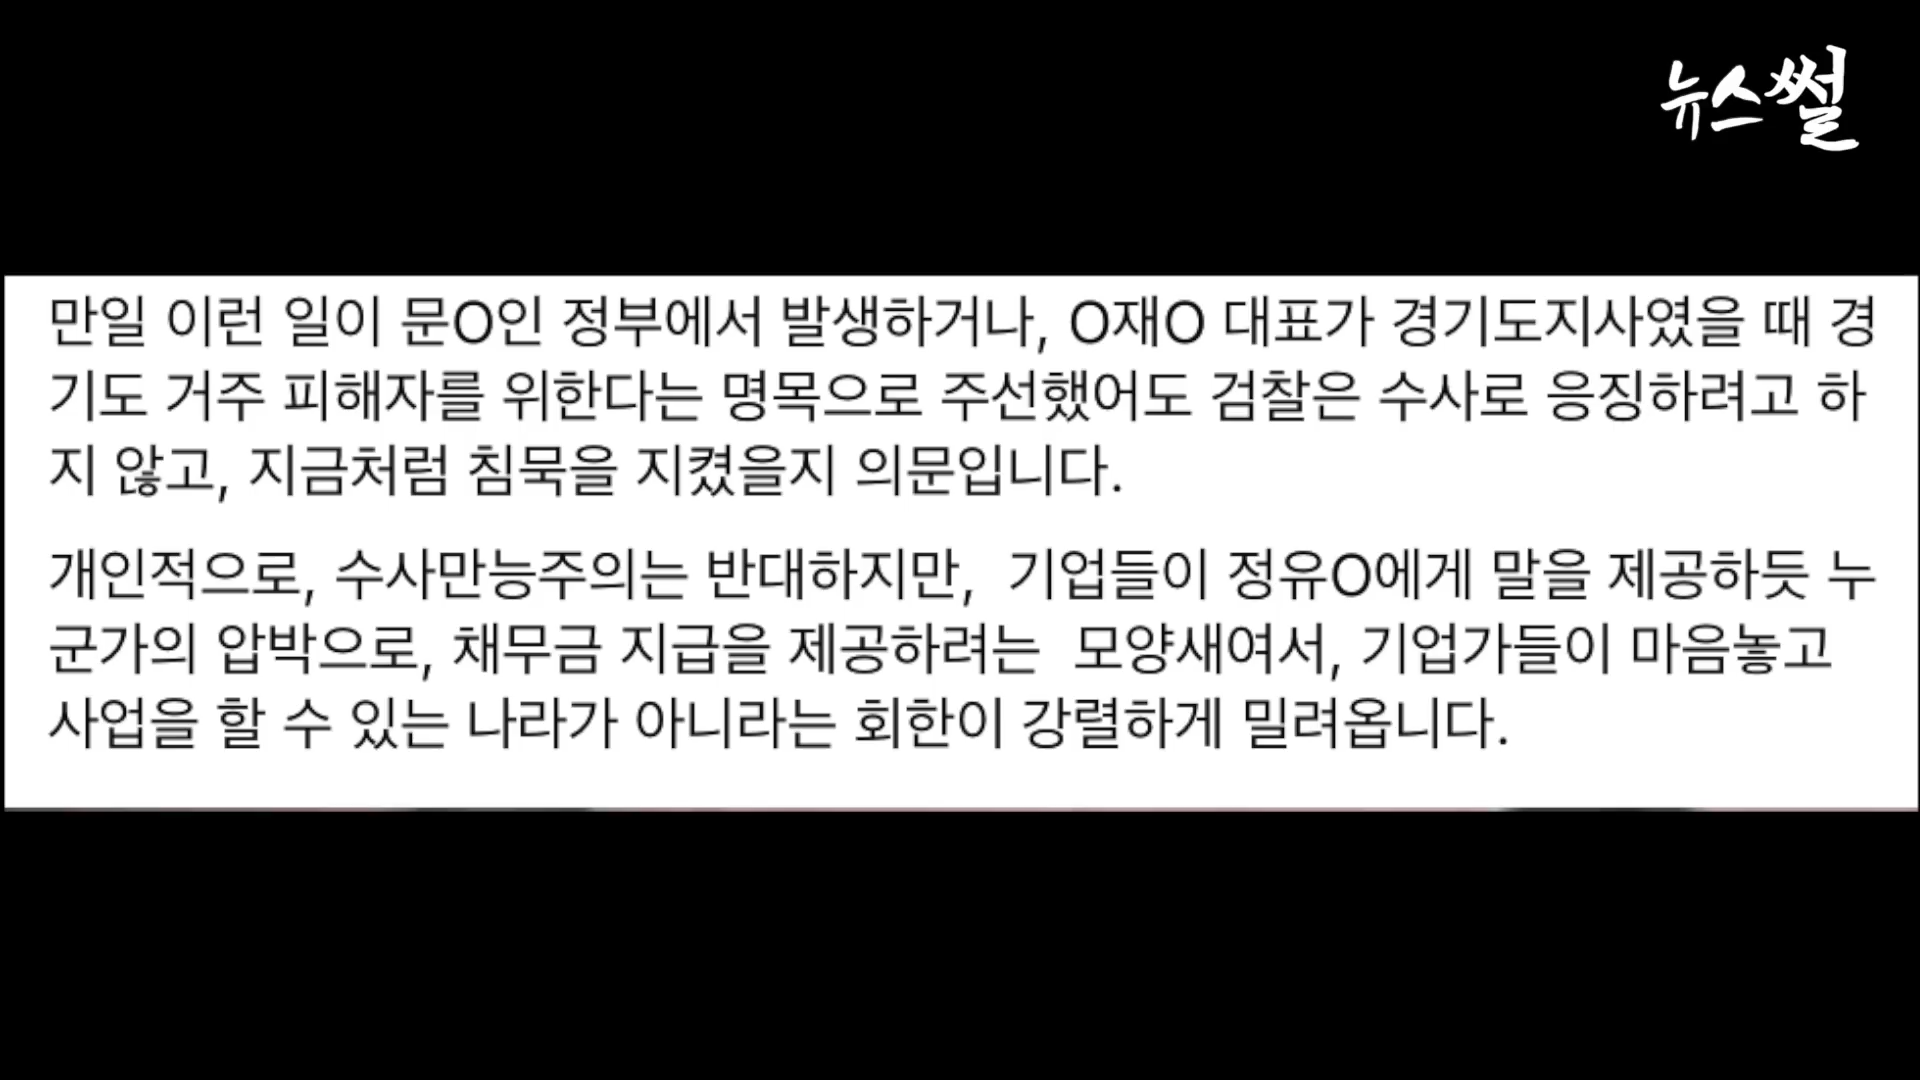 뉴스썰
만일 이런 일이 문O인 정부에서 발생하거나, O재O 대표가 경기도지사였을 때 경
기도 거주 피해자를 위한다는 명목으로 주선했어도 검찰은 수사로 응징하려고 하
지 않고, 지금처럼 침묵을 지켰을지 의문입니다.
개인적으로, 수사만능주의는 반대하지만,  기업들이 정유O에게 말을 제공하듯 누
군가의 압박으로, 채무금 지급을 제공하려는  모양새여서, 기업가들이 마음놓고
사업을 할 수 있는 나라가 아니라는 회한이 강렬하게 밀려옵니다.